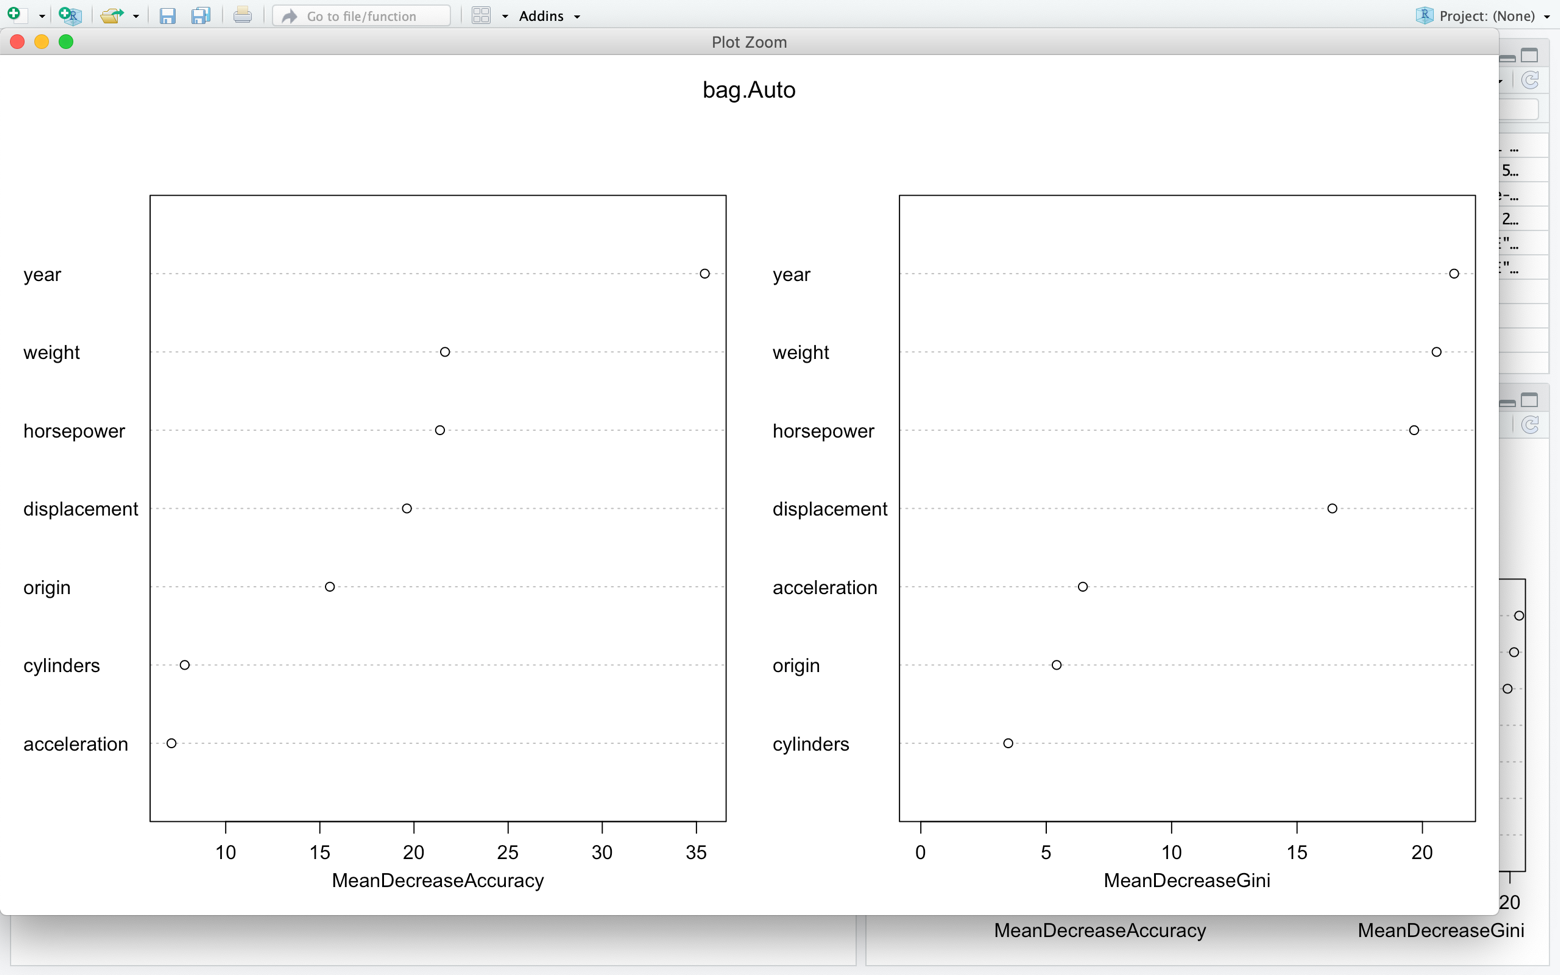 Go to file/function
Addins
Project: (None)
Plot Zoom
bag.Auto
year
weight
horsepower
displacement
origin
cylinders
acceleration
10 15 20 25 30 35
MeanDecreaseAccuracy
year
weight
horsepower
displacement
acceleration
origin
cylinders
0 5 10 15 20
MeanDecreaseGini
...
5...
2...
20
MeanDecreaseAccuracy MeanDecreaseGini